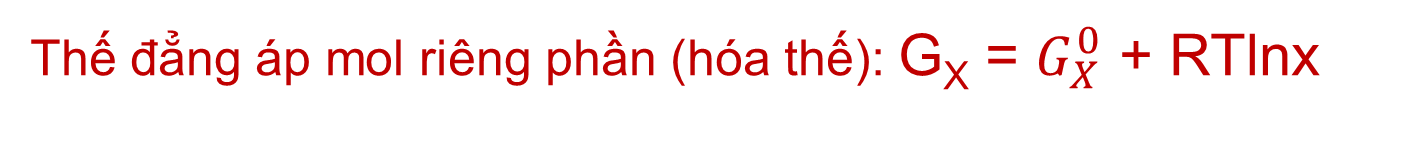 Thế đẳng áp mol riêng phần (hóa thế): G_X = G_X^0 + RTlnx